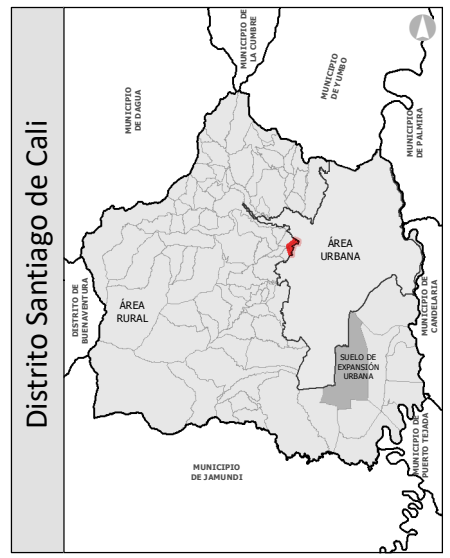 Distrito Santiago de Cali
MUNICIPIO DE
LA CUMBRE
MUNICIPIO
DE YUMBO
MUNICIPIO
DE DAGUA
MUNICIPIO
DE PALMIRA
DISTRITO DE
BUENAVENTURA
ÁREA
RURAL
ÁREA
URBANA
MUNICIPIO DE
CANDELARIA
SUELO DE
EXPANSIÓN
URBANA
MUNICIPIO DE
PUERTO TEJADA
MUNICIPIO
DE JAMUNDI